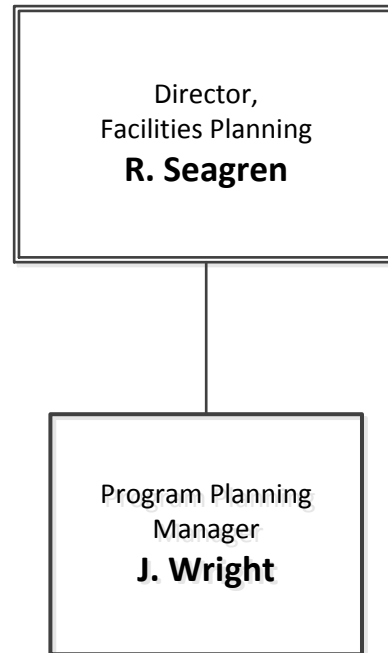 Director,
Facilities Planning
R. Seagren
Program Planning
Manager
J. Wright